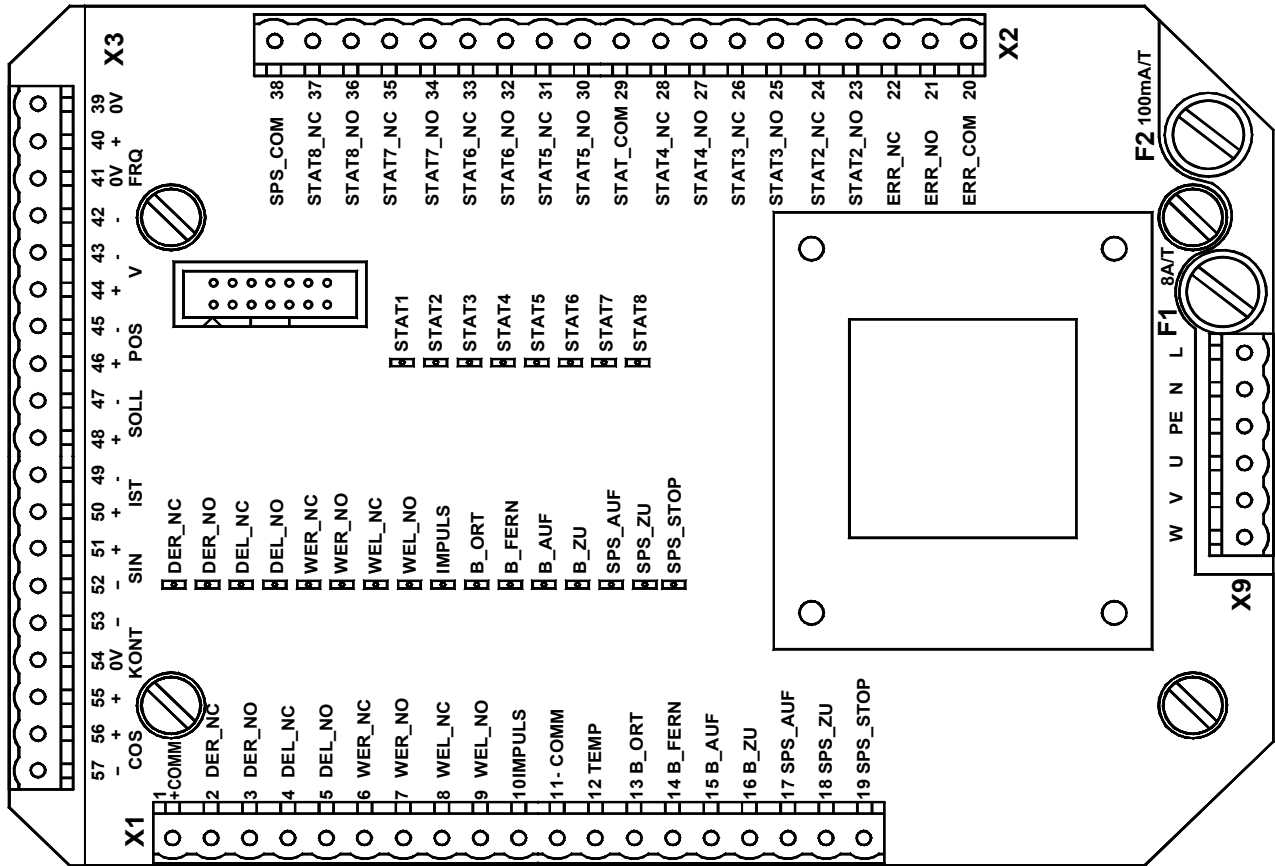 X3
39 0V
40 +
41 0V
FRQ
42 -
43 -
V
44 +
45 -
POS
46 +
47 -
SOLL
48 +
49 -
IST
50 +
51 +
SIN
52 -
53 -
KONT
54 0V
55 +
56 +
COS
57 -
X2
SPS_COM 38
STAT8_NC 37
STAT8_NO 36
STAT7_NC 35
STAT7_NO 34
STAT6_NC 33
STAT6_NO 32
STAT5_NC 31
STAT5_NO 30
STAT_COM 29
STAT4_NC 28
STAT4_NO 27
STAT3_NC 26
STAT3_NO 25
STAT2_NC 24
STAT2_NO 23
ERR_NC 22
ERR_NO 21
ERR_COM 20
STAT1
STAT2
STAT3
STAT4
STAT5
STAT6
STAT7
STAT8
DER_NC
DER_NO
DEL_NC
DEL_NO
WER_NC
WER_NO
WEL_NC
WEL_NO
IMPULS
B_ORT
B_FERN
B_AUF
B_ZU
SPS_AUF
SPS_ZU
SPS_STOP
X1
1
+COMM
2 DER_NC
3 DER_NO
4 DEL_NC
5 DEL_NO
6 WER_NC
7 WER_NO
8 WEL_NC
9 WEL_NO
10IMPULS
11- COMM
12 TEMP
13 B_ORT
14 B_FERN
15 B_AUF
16 B_ZU
17 SPS_AUF
18 SPS_ZU
19 SPS_STOP
F2 100mA/T
F1 8A/T
W V U PE N L
X9